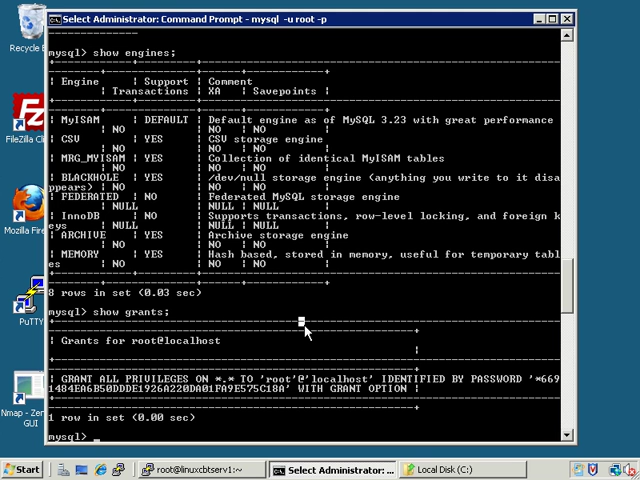 Select Administrator: Command Prompt - mysql -u root -p
Recycle B
FileZilla Cli
Mozilla Firef
PuTTY
Nmap - Zen
GUI
mysql> show engines;
| Engine | Support | Comment
| Transactions | XA | Savepoints |
| MyISAM | DEFAULT | Default engine as of MySQL 3.23 with great performance
| NO | NO | NO |
| CSV | YES | CSV storage engine
| NO | NO | NO |
| MRG_MYISAM | YES | Collection of identical MyISAM tables
| NO | NO | NO |
| BLACKHOLE | YES | /dev/null storage engine (anything you write to it disa
ppears) | NO | NO | NO |
| FEDERATED | NO | Federated MySQL storage engine
| NULL | NULL | NULL |
| InnoDB | NO | Supports transactions, row-level locking, and foreign k
eys | NULL | NULL | NULL |
| ARCHIVE | YES | Archive storage engine
| NO | NO | NO |
| MEMORY | YES | Hash based, stored in memory, useful for temporary tabl
es | NO | NO | NO |
8 rows in set (0.03 sec)
mysql> show grants;
| Grants for root@localhost
|
| GRANT ALL PRIVILEGES ON *.* TO 'root'@'localhost' IDENTIFIED BY PASSWORD '*669
1484EA6B50DDDE1926A220DA01FA9E575C18A' WITH GRANT OPTION |
1 row in set (0.00 sec)
mysql> _
Start
root@linuxcbtserv1:~
Select Administrator: ...
Local Disk (C:)